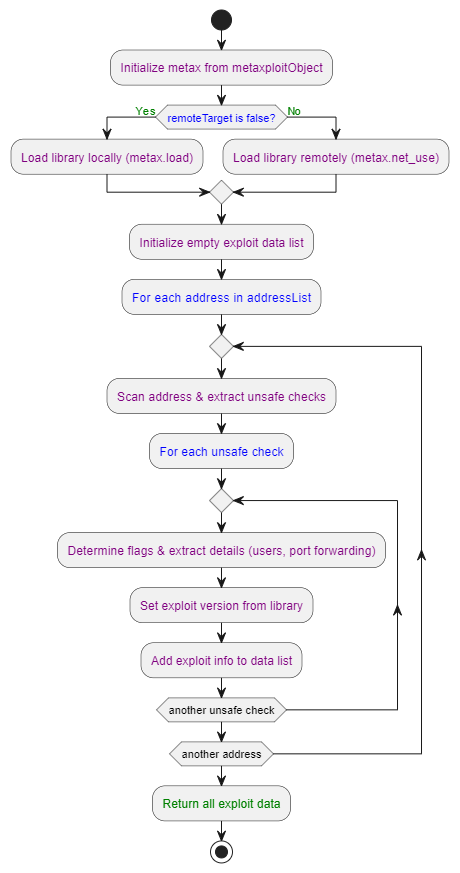 Initialize metax from metaxploitObject
Yes
remoteTarget is false?
No
Load library locally (metax.load)
Load library remotely (metax.net_use)
Initialize empty exploit data list
For each address in addressList
Scan address & extract unsafe checks
For each unsafe check
Determine flags & extract details (users, port forwarding)
Set exploit version from library
Add exploit info to data list
another unsafe check
another address
Return all exploit data